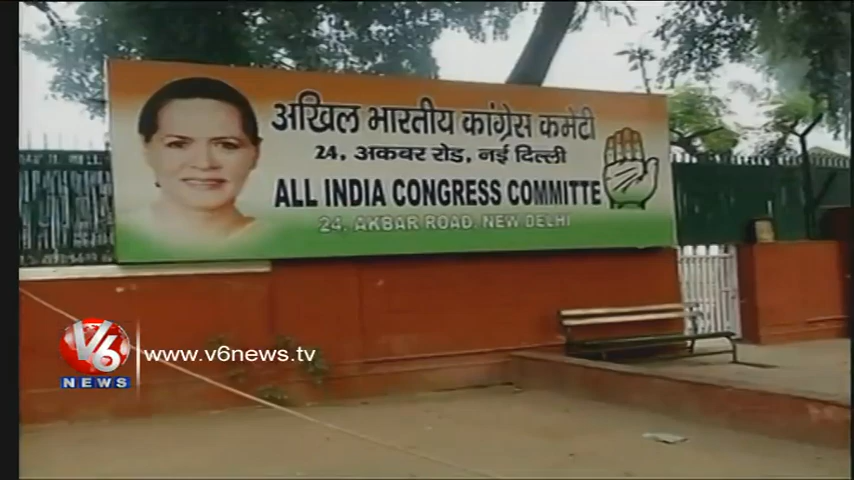 अखिल भारतीय कांग्रेस कमेटी
24, अकबर रोड, नई दिल्ली
ALL INDIA CONGRESS COMMITTEE
24, AKBAR ROAD, NEW DELHI
V6
NEWS
www.v6news.tv